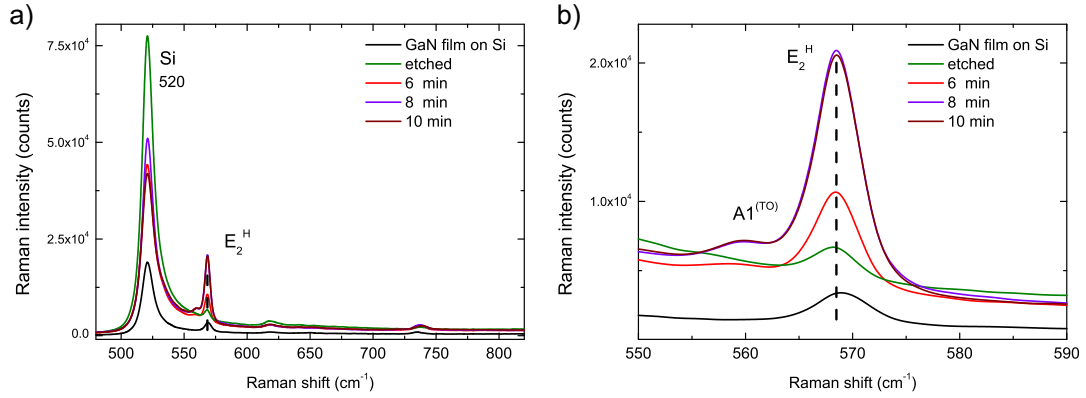 a)
7.5x10⁴
5.0x10⁴
2.5x10⁴
0.0
Raman intensity (counts)
Si
520
E₂ᴴ
GaN film on Si
etched
6 min
8 min
10 min
500 550 600 650 700 750 800
Raman shift (cm⁻¹)
b)
2.0x10⁴
1.0x10⁴
Raman intensity (counts)
E₂ᴴ
A1⁽ᵀᴼ⁾
GaN film on Si
etched
6 min
8 min
10 min
550 560 570 580 590
Raman shift (cm⁻¹)